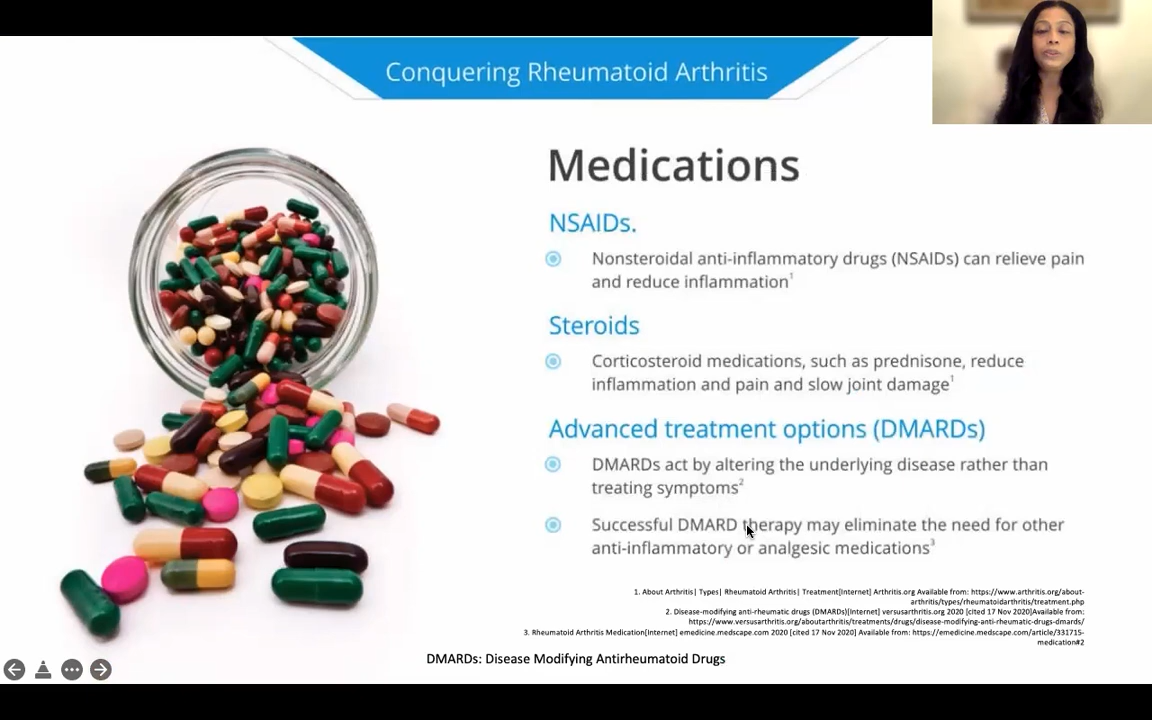 Conquering Rheumatoid Arthritis
Medications
NSAIDs.
Nonsteroidal anti-inflammatory drugs (NSAIDs) can relieve pain
and reduce inflammation¹
Steroids
Corticosteroid medications, such as prednisone, reduce
inflammation and pain and slow joint damage¹
Advanced treatment options (DMARDs)
DMARDs act by altering the underlying disease rather than
treating symptoms²
Successful DMARD therapy may eliminate the need for other
anti-inflammatory or analgesic medications³
1. About Arthritis| Types| Rheumatoid Arthritis| Treatment[Internet] Arthritis.org Available from: https://www.arthritis.org/about-
arthritis/types/rheumatoidarthritis/treatment.php
2. Disease-modifying anti-rheumatic drugs (DMARDs)[Internet] versusarthritis.org 2020 [cited 17 Nov 2020]Available from:
https://www.versusarthritis.org/aboutarthritis/treatments/drugs/disease-modifying-anti-rheumatic-drugs-dmards/
3. Rheumatoid Arthritis Medication[Internet] emedicine.medscape.com 2020 [cited 17 Nov 2020] Available from: https://emedicine.medscape.com/article/331715-
medication#2
DMARDs: Disease Modifying Antirheumatoid Drugs